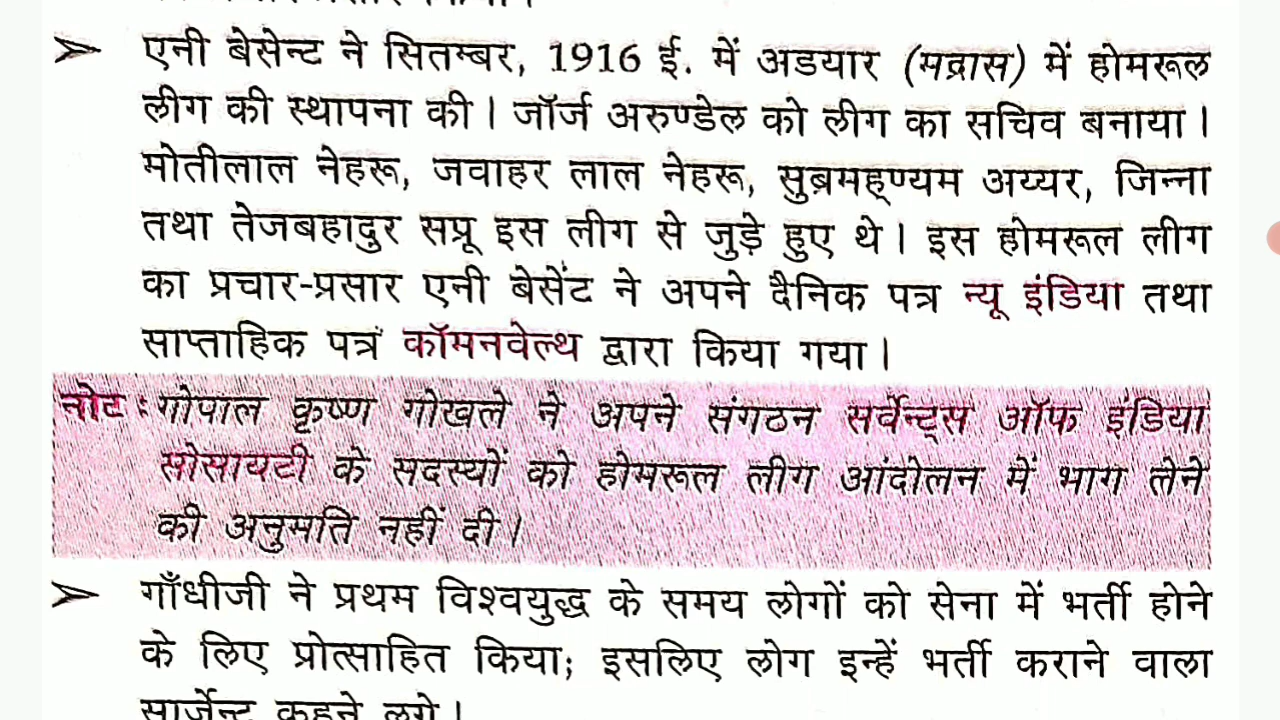 ➢ एनी बेसेन्ट ने सितम्बर, 1916 ई. में अडयार (मद्रास) में होमरूल
लीग की स्थापना की। जॉर्ज अरुण्डेल को लीग का सचिव बनाया।
मोतीलाल नेहरू, जवाहर लाल नेहरू, सुब्रमह्ण्यम अय्यर, जिन्ना
तथा तेजबहादुर सप्रू इस लीग से जुड़े हुए थे। इस होमरूल लीग
का प्रचार-प्रसार एनी बेसेंट ने अपने दैनिक पत्र न्यू इंडिया तथा
साप्ताहिक पत्र कॉमनवेल्थ द्वारा किया गया।
नोट : गोपाल कृष्ण गोखले ने अपने संगठन सर्वेन्ट्स ऑफ इंडिया
सोसायटी के सदस्यों को होमरूल लीग आंदोलन में भाग लेने
की अनुमति नहीं दी।
➢ गाँधीजी ने प्रथम विश्वयुद्ध के समय लोगों को सेना में भर्ती होने
के लिए प्रोत्साहित किया; इसलिए लोग इन्हें भर्ती कराने वाला
सार्जेन्ट कहने लगे।